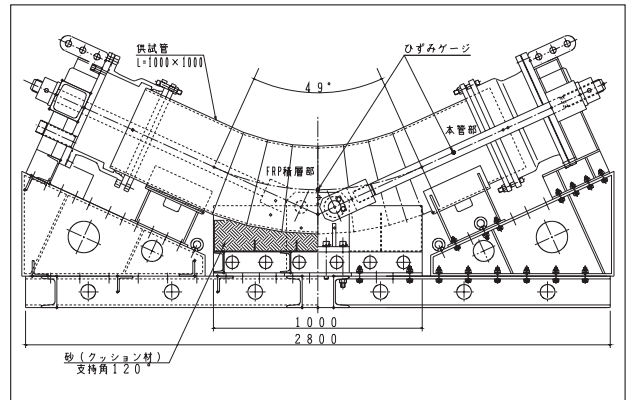 供試管
L=1000×1000
ひずみゲージ
49°
本管部
FRP積層部
1000
2800
砂(クッション材)
支持角120°